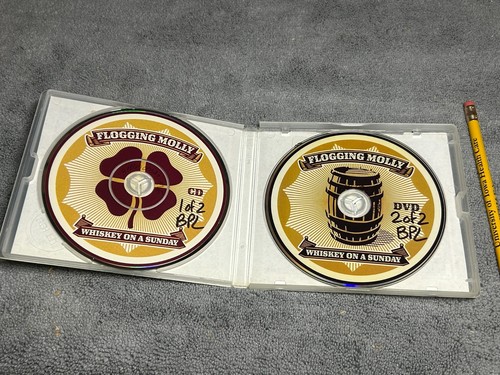 FLOGGING MOLLY
CD
1 of 2
BPL
WHISKEY ON A SUNDAY
FLOGGING MOLLY
DVD
2 of 2
BPL
WHISKEY ON A SUNDAY